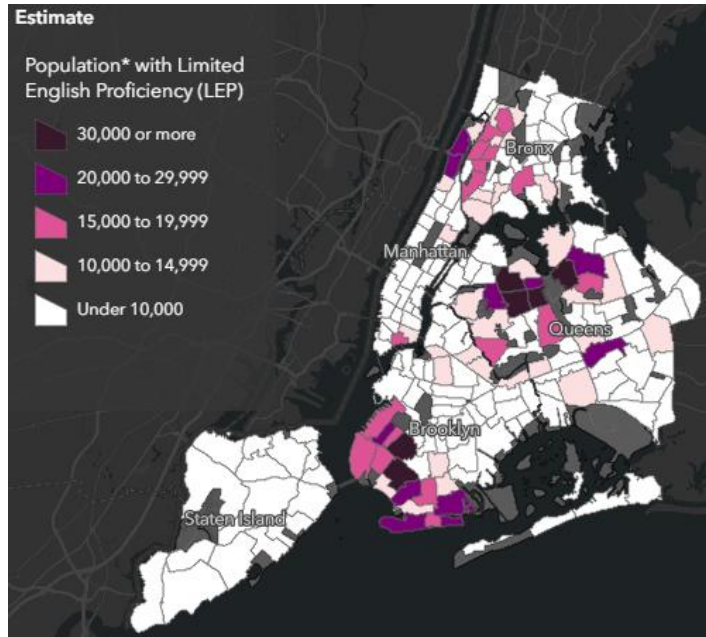 Estimate
Population* with Limited
English Proficiency (LEP)
30,000 or more
20,000 to 29,999
15,000 to 19,999
10,000 to 14,999
Under 10,000
Bronx
Manhattan
Queens
Brooklyn
Staten Island